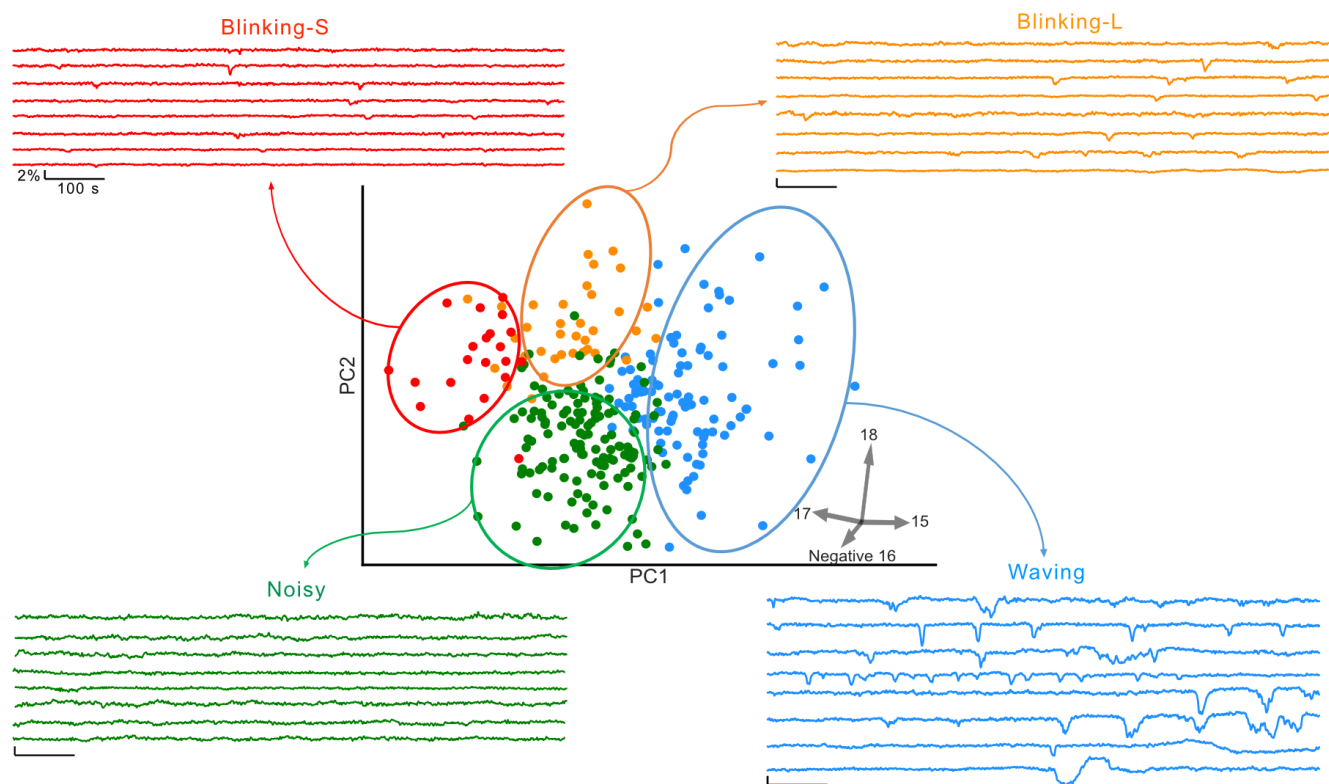 Blinking-S
Blinking-L
2%
100 s
PC2
18
17
15
Negative 16
PC1
Noisy
Waving